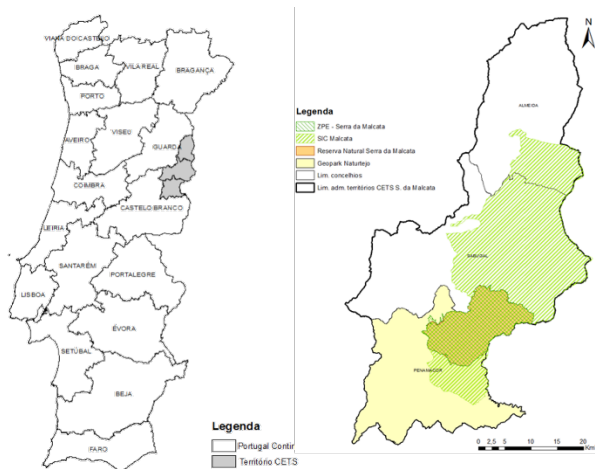 VIANA DO CASTELO
BRAGA
VILA REAL
BRAGANÇA
PORTO
AVEIRO
VISEU
GUARDA
COIMBRA
CASTELO BRANCO
LEIRIA
SANTARÉM
PORTALEGRE
LISBOA
ÉVORA
SETÚBAL
BEJA
FARO
Legenda
Portugal Contin
Território CETS
N
Legenda
ZPE - Serra da Malcata
SIC Malcata
Reserva Natural Serra da Malcata
Geopark Naturtejo
Lim. concelhos
Lim. adm. territórios CETS S. da Malcata
ALMEIDA
SABUGAL
PENAMACOR
0 2,5 5 10 15 20
Km